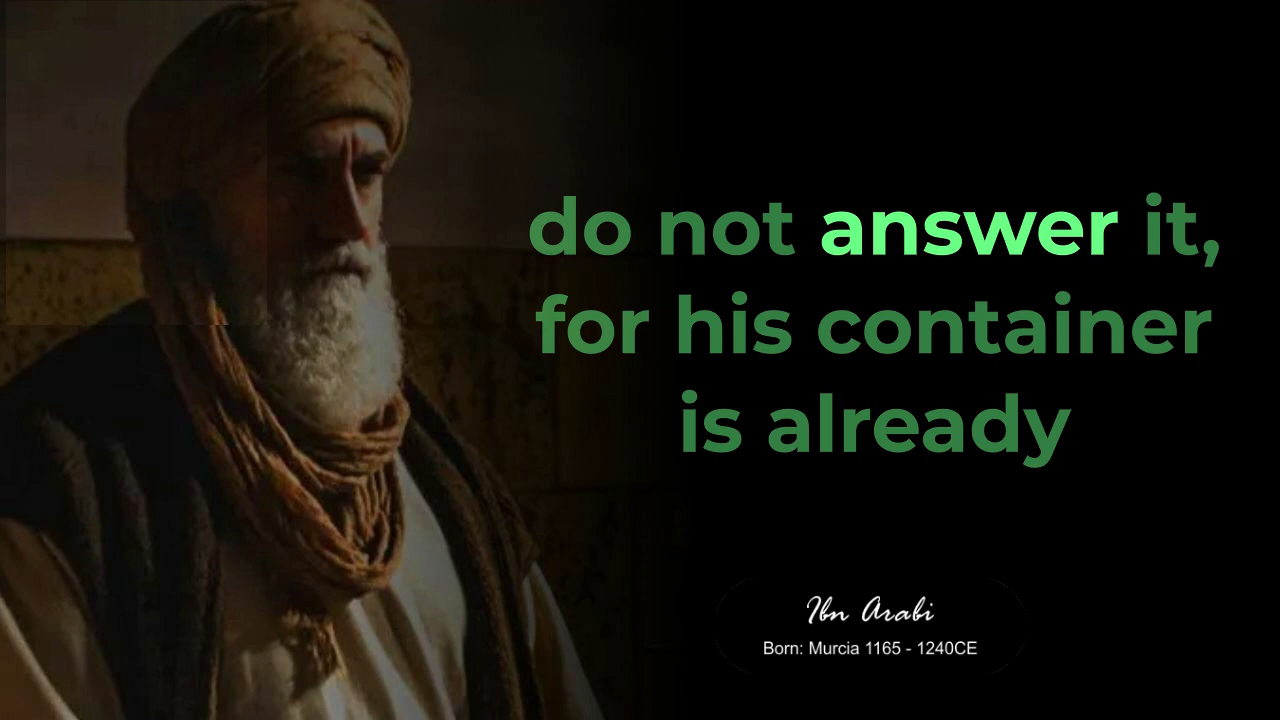 do not answer it,
for his container
is already
Ibn Arabi
Born: Murcia 1165 - 1240CE